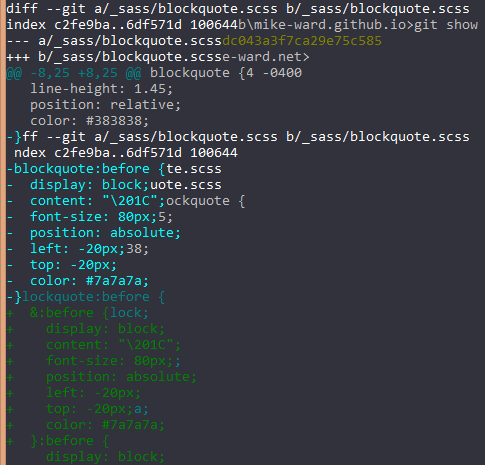 diff --git a/_sass/blockquote.scss b/_sass/blockquote.scss
index c2fe9ba..6df571d 100644b\mike-ward.github.io>git show
--- a/_sass/blockquote.scssdc043a3f7ca29e75c585
+++ b/_sass/blockquote.scsse-ward.net>
@@ -8,25 +8,25 @@ blockquote {4 -0400
   line-height: 1.45;
   position: relative;
   color: #383838;
-}ff --git a/_sass/blockquote.scss b/_sass/blockquote.scss
 ndex c2fe9ba..6df571d 100644
-blockquote:before {te.scss
-  display: block;uote.scss
-  content: "\201C";ockquote {
-  font-size: 80px;5;
-  position: absolute;
-  left: -20px;38;
-  top: -20px;
-  color: #7a7a7a;
-}lockquote:before {
+  &:before {lock;
+    display: block;
+    content: "\201C";
+    font-size: 80px;;
+    position: absolute;
+    left: -20px;
+    top: -20px;a;
+    color: #7a7a7a;
+  }:before {
    display: block;